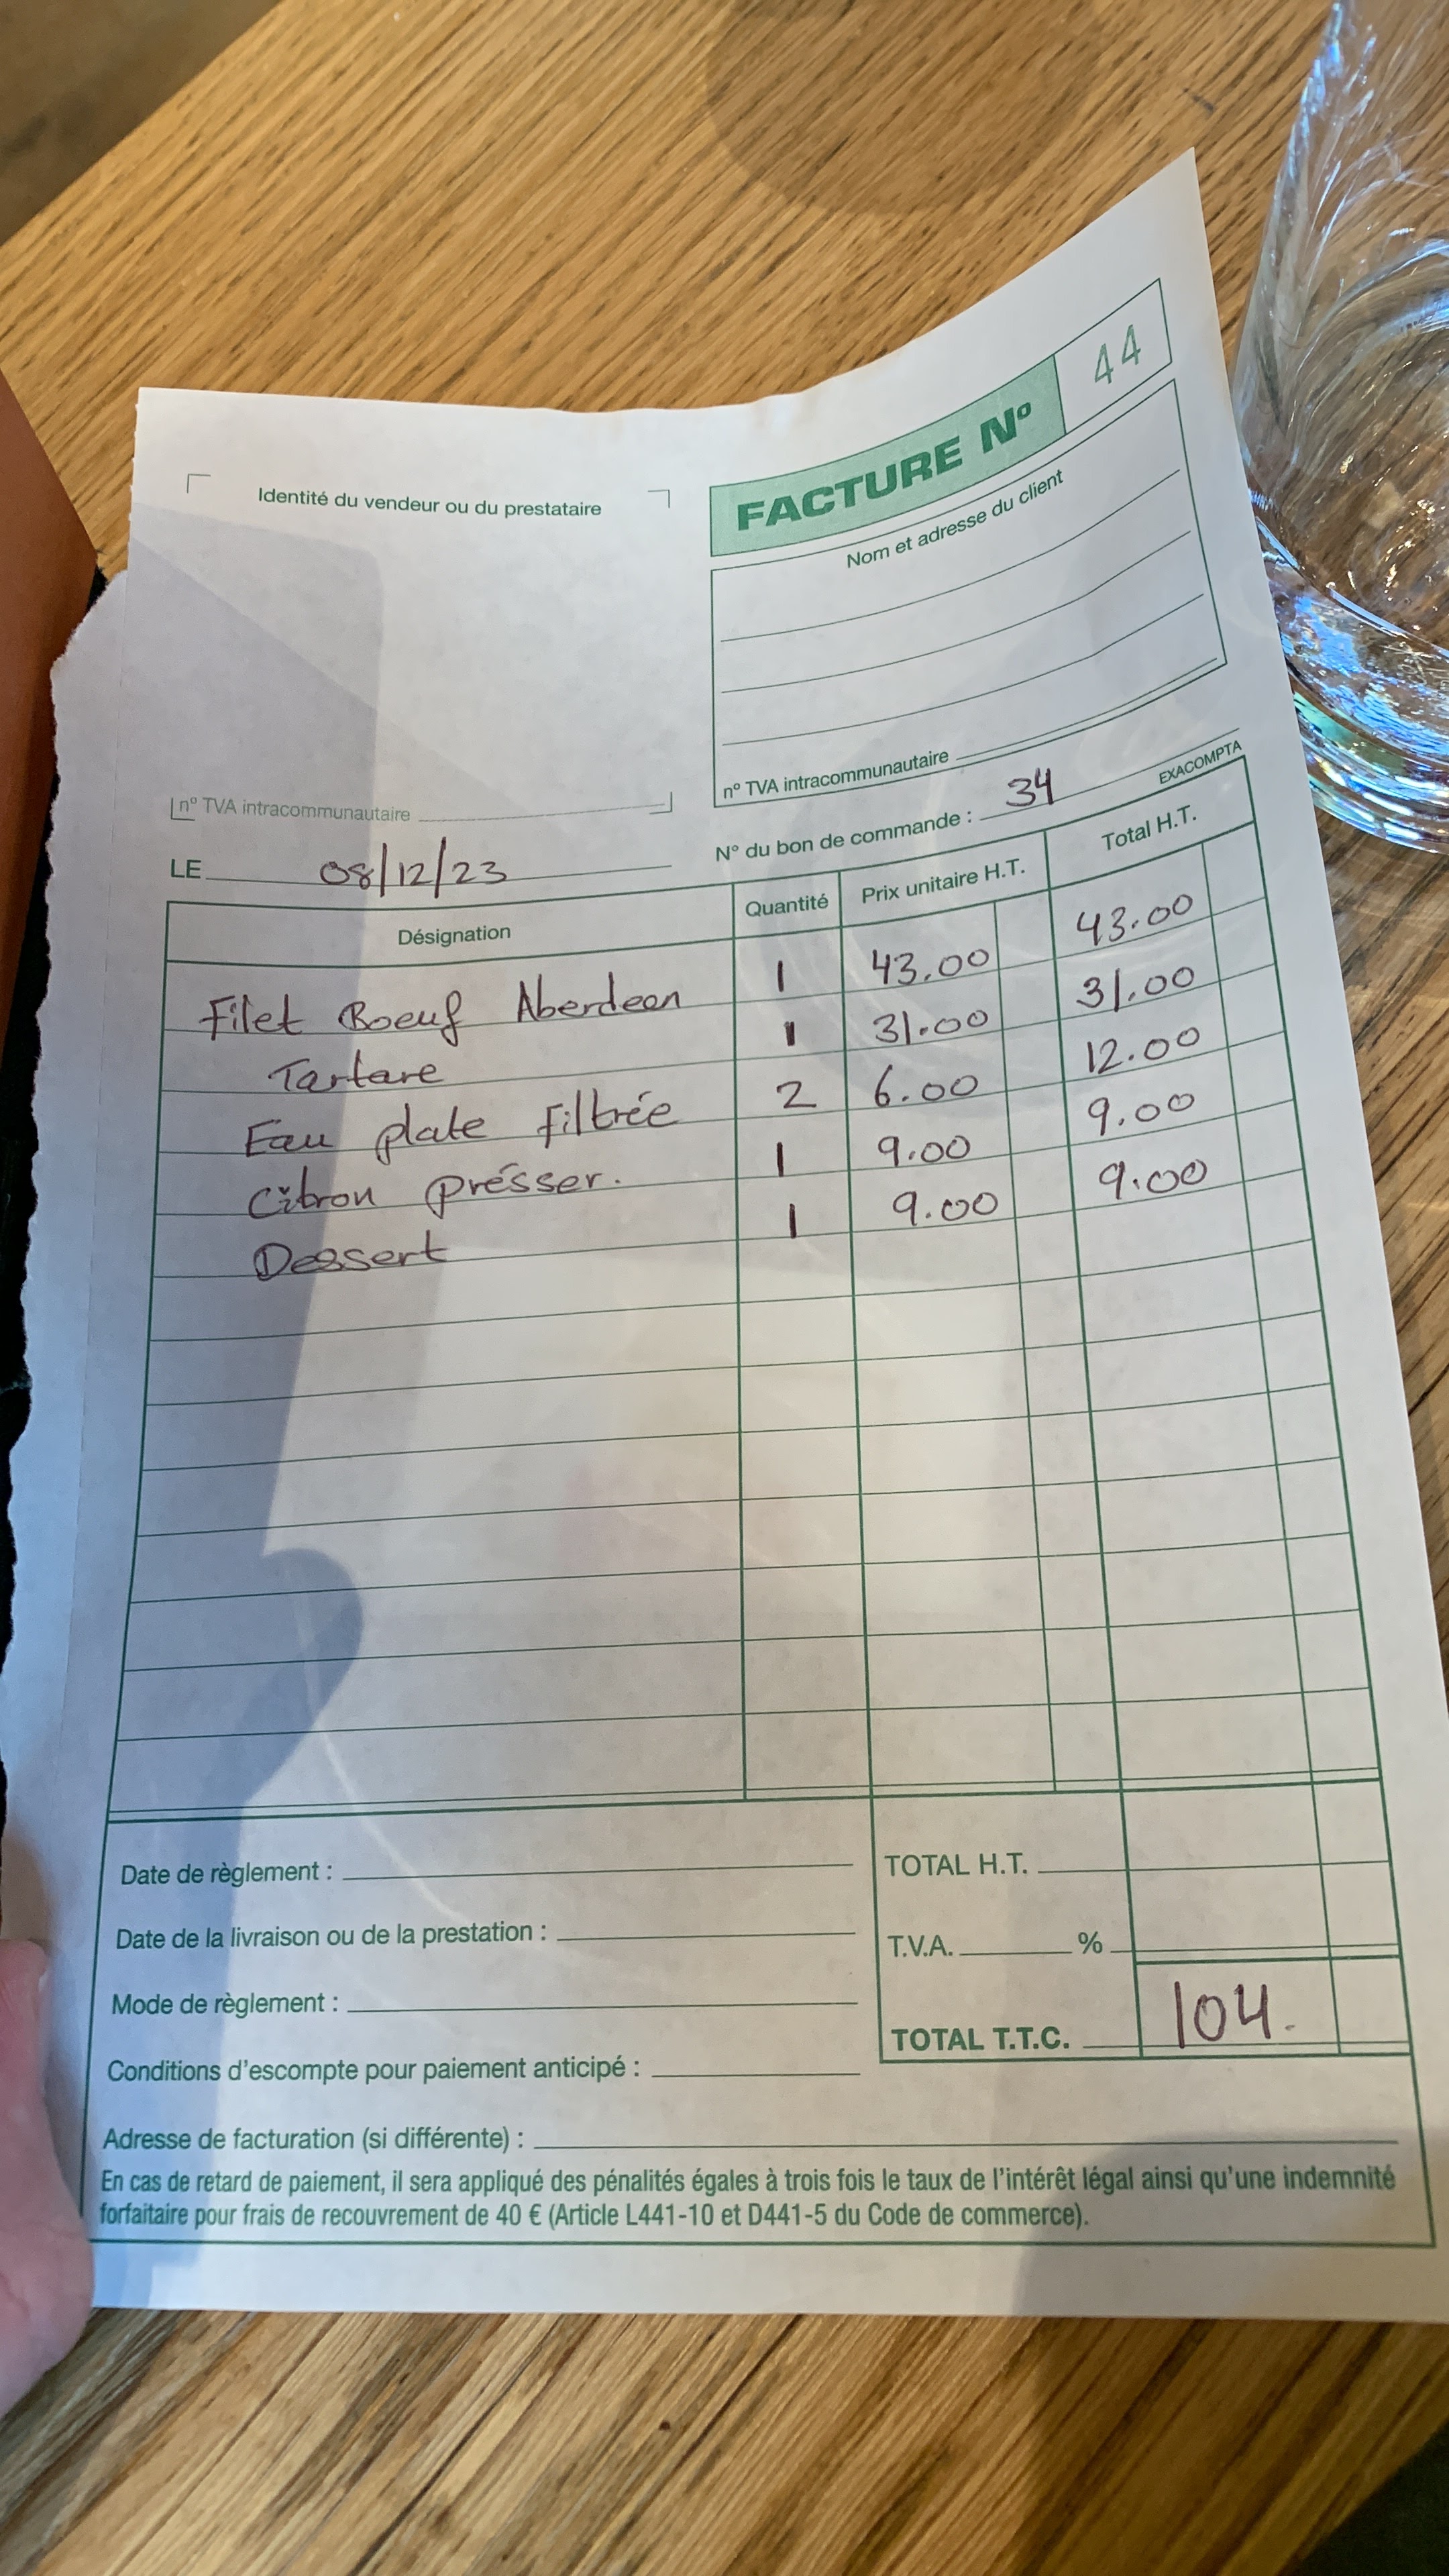 FACTURE N° 44
Identité du vendeur ou du prestataire
Nom et adresse du client
n° TVA intracommunautaire
n° TVA intracommunautaire
EXACOMPTA
LE 08/12/23
N° du bon de commande : 34
Désignation Quantité Prix unitaire H.T. Total H.T.
Filet Boeuf Aberdeen 1 43.00 43.00
Tartare 1 31.00 31.00
Eau plate filtrée 2 6.00 12.00
Citron présser. 1 9.00 9.00
Dessert 1 9.00 9.00
Date de règlement :
TOTAL H.T.
Date de la livraison ou de la prestation :
T.V.A. %
Mode de règlement :
TOTAL T.T.C. 104.-
Conditions d'escompte pour paiement anticipé :
Adresse de facturation (si différente) :
En cas de retard de paiement, il sera appliqué des pénalités égales à trois fois le taux de l'intérêt légal ainsi qu'une indemnité
forfaitaire pour frais de recouvrement de 40 € (Article L441-10 et D441-5 du Code de commerce).